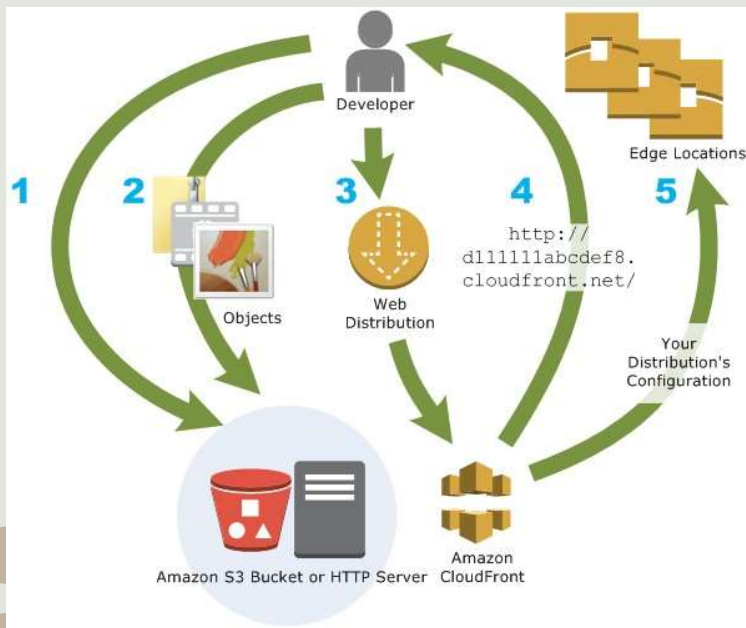 Developer
Edge Locations
1
2
3
4
5
http://
d111111abcdef8.
cloudfront.net/
Objects
Web
Distribution
Your
Distribution's
Configuration
Amazon S3 Bucket or HTTP Server
Amazon
CloudFront